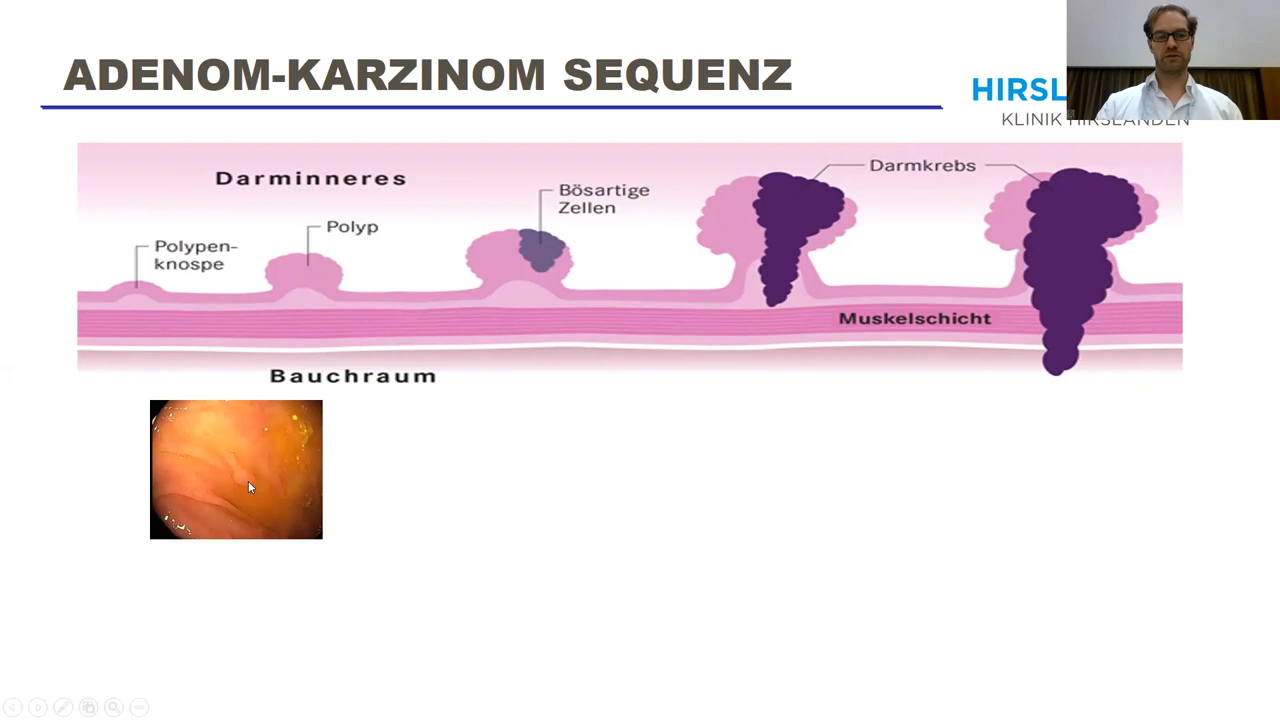 ADENOM-KARZINOM SEQUENZ
HIRSL
KLINIK HIRSLANDEN
Darminneres
Polypen-
knospe
Polyp
Bösartige
Zellen
Darmkrebs
Muskelschicht
Bauchraum